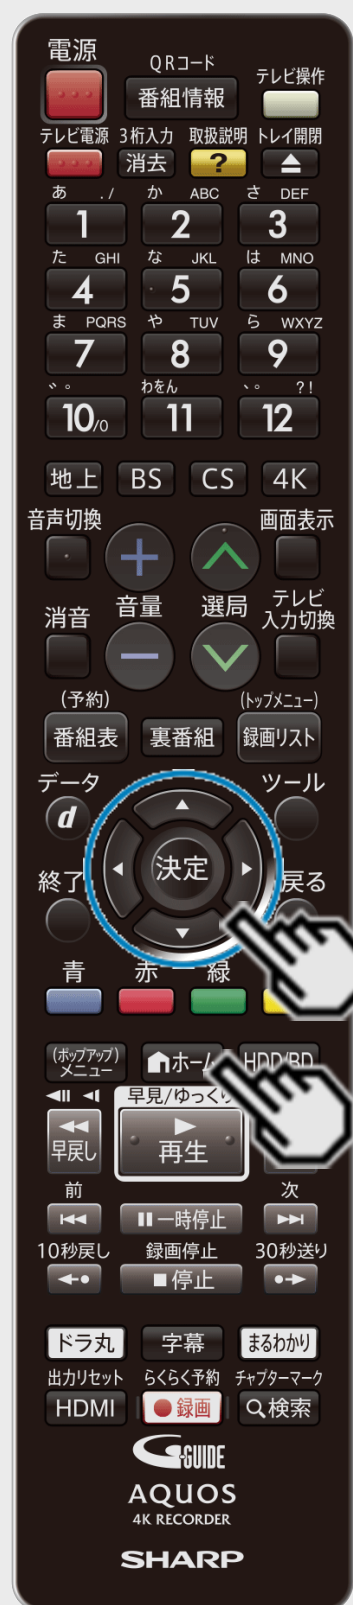 電源
QRコード
番組情報
テレビ操作
テレビ電源 3桁入力 取扱説明 トレイ開閉
消去 ?
あ ./ か ABC さ DEF
1 2 3
た GHI な JKL は MNO
4 5 6
ま PQRS や TUV ら WXYZ
7 8 9
゛゜ わをん 、。 ?!
10/0 11 12
地上 BS CS 4K
音声切換 画面表示
+
消音 音量 選局 テレビ入力切換
−
(予約) (トップメニュー)
番組表 裏番組 録画リスト
データ ツール
d
決定
終了 戻る
青 赤 緑
(ポップアップ)
メニュー ホーム HDD/BD
早見/ゆっくり
早戻し 再生
前 次
一時停止
10秒戻し 録画停止 30秒送り
停止
ドラ丸 字幕 まるわかり
出力リセット らくらく予約 チャプターマーク
HDMI 録画 検索
G-GUIDE
AQUOS
4K RECORDER
SHARP